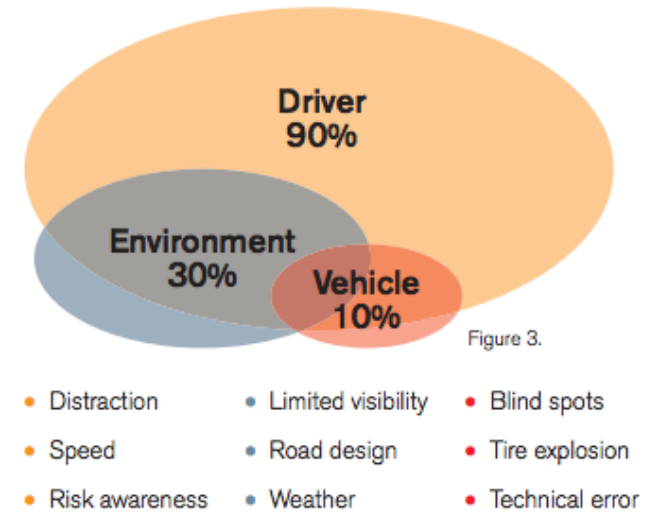 Driver
90%
Environment
30%
Vehicle
10%
Figure 3.
• Distraction
• Speed
• Risk awareness
• Limited visibility
• Road design
• Weather
• Blind spots
• Tire explosion
• Technical error